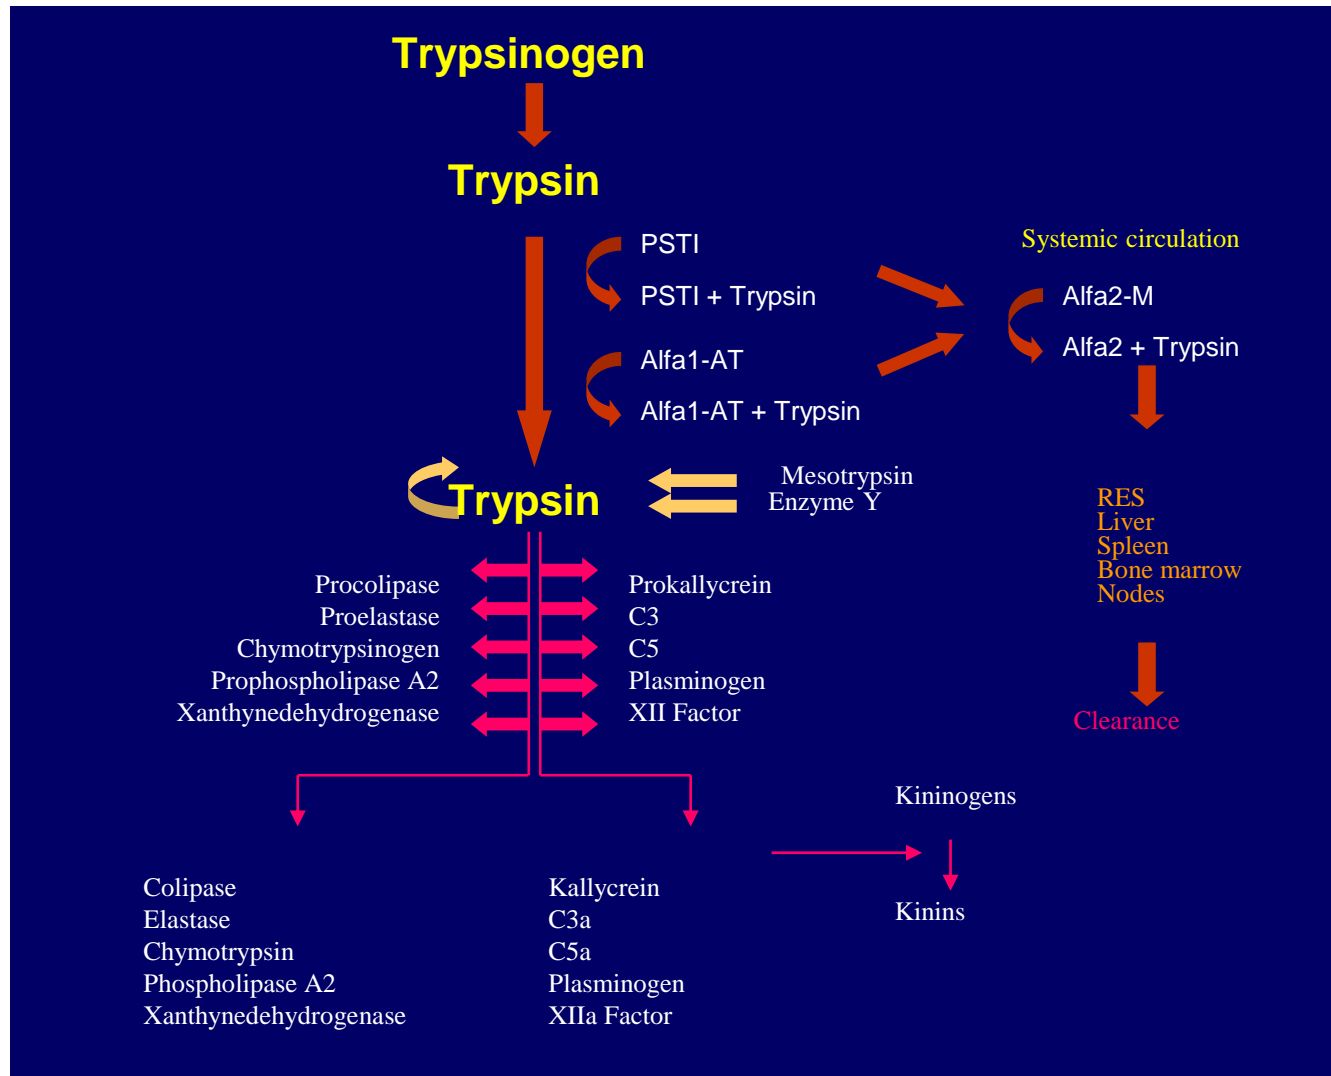 Trypsinogen
Trypsin
PSTI
PSTI + Trypsin
Alfa1-AT
Alfa1-AT + Trypsin
Systemic circulation
Alfa2-M
Alfa2 + Trypsin
Trypsin
Mesotrypsin
Enzyme Y
RES
Liver
Spleen
Bone marrow
Nodes
Clearance
Procolipase
Proelastase
Chymotrypsinogen
Prophospholipase A2
Xanthynedehydrogenase
Prokallycrein
C3
C5
Plasminogen
XII Factor
Kininogens
Kinins
Colipase
Elastase
Chymotrypsin
Phospholipase A2
Xanthynedehydrogenase
Kallycrein
C3a
C5a
Plasminogen
XIIa Factor